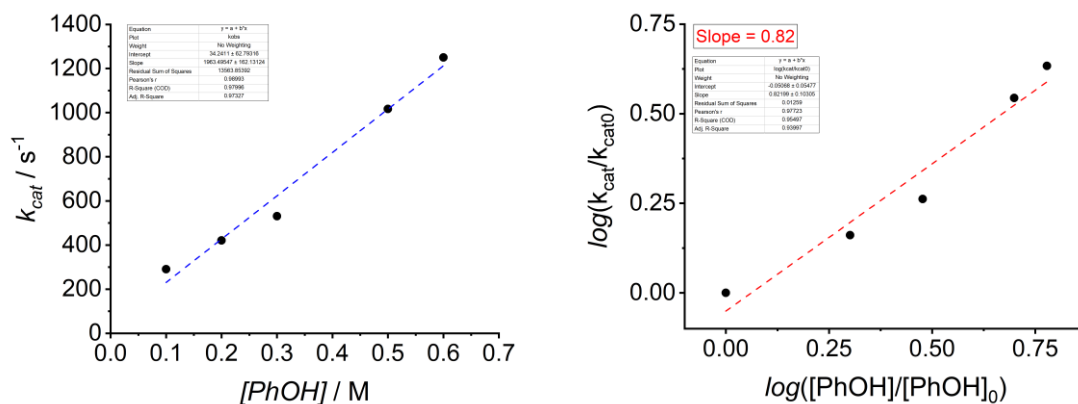 Equation y = a + b*x
Plot kobs
Weight No Weighting
Intercept 34.2411 ± 62.79316
Slope 1963.49547 ± 162.13124
Residual Sum of Squares 13563.85392
Pearson's r 0.98993
R-Square (COD) 0.97996
Adj. R-Square 0.97327
1400
1200
1000
800
600
400
200
0
k_cat / s⁻¹
0.0 0.1 0.2 0.3 0.4 0.5 0.6 0.7
[PhOH] / M
Slope = 0.82
Equation y = a + b*x
Plot log(kcat/kcat0)
Weight No Weighting
Intercept -0.05068 ± 0.05477
Slope 0.82199 ± 0.10305
Residual Sum of Squares 0.01259
Pearson's r 0.97723
R-Square (COD) 0.95497
Adj. R-Square 0.93997
0.75
0.50
0.25
0.00
log(k_cat/k_cat0)
0.00 0.25 0.50 0.75
log([PhOH]/[PhOH]₀)